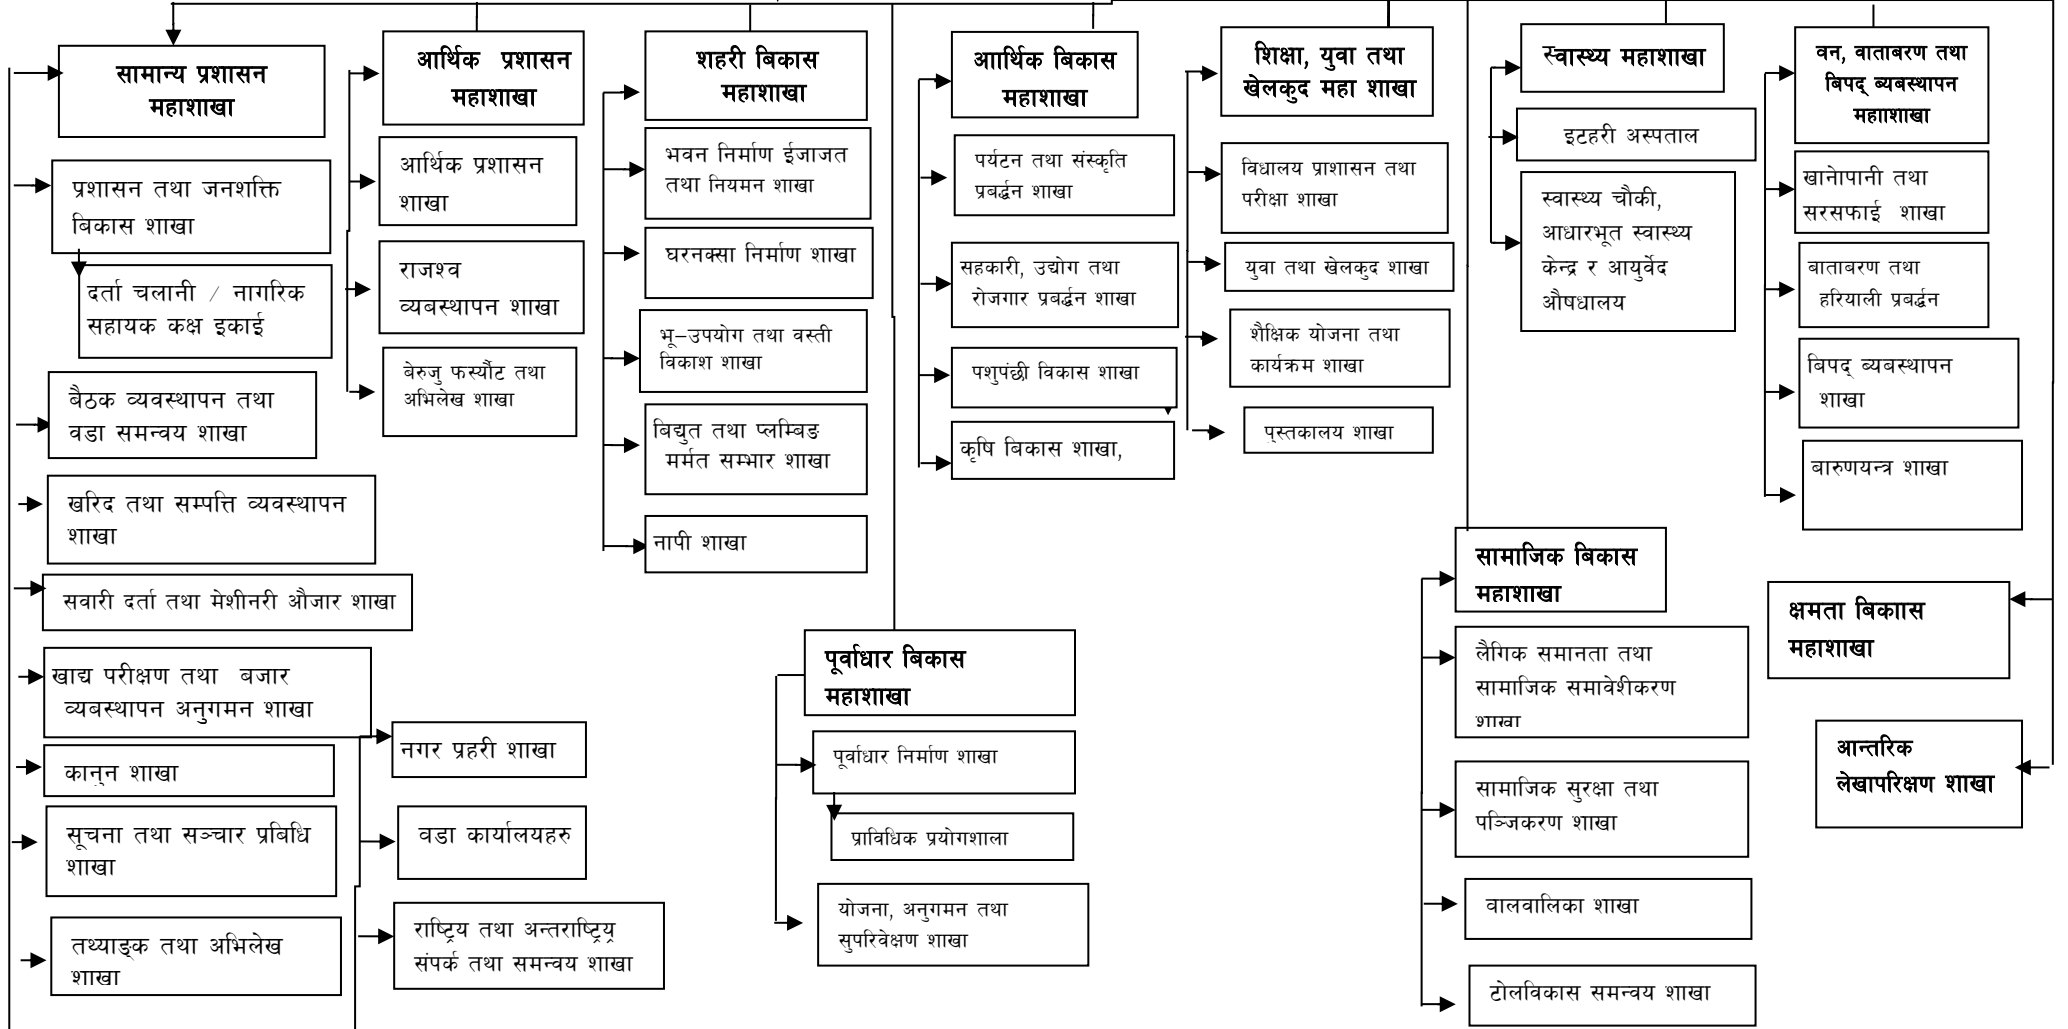 सामान्य प्रशासन
महाशाखा
प्रशासन तथा जनशक्ति
बिकास शाखा
दर्ता चलानी / नागरिक
सहायक कक्ष इकाई
बैठक व्यवस्थापन तथा
वडा समन्वय शाखा
खरिद तथा सम्पत्ति व्यवस्थापन
शाखा
सवारी दर्ता तथा मेशीनरी औजार शाखा
खाद्य परीक्षण तथा बजार
व्यबस्थापन अनुगमन शाखा
कानुन शाखा
सूचना तथा सञ्चार प्रबिधि
शाखा
तथ्याङ्क तथा अभिलेख
शाखा
नगर प्रहरी शाखा
वडा कार्यालयहरु
राष्ट्रिय तथा अन्तराष्ट्रिय
संपर्क तथा समन्वय शाखा
आर्थिक प्रशासन
महाशाखा
आर्थिक प्रशासन
शाखा
राजश्व
व्यबस्थापन शाखा
बेरुजु फर्स्यौट तथा
अभिलेख शाखा
शहरी बिकास
महाशाखा
भवन निर्माण ईजाजत
तथा नियमन शाखा
घरनक्सा निर्माण शाखा
भू–उपयोग तथा वस्ती
विकाश शाखा
बिद्युत तथा प्लम्बिङ
मर्मत सम्भार शाखा
नापी शाखा
पूर्वाधार बिकास
महाशाखा
पूर्वाधार निर्माण शाखा
प्राविधिक प्रयोगशाला
योजना, अनुगमन तथा
सुपरिवेक्षण शाखा
आार्थिक बिकास
महाशाखा
पर्यटन तथा संस्कृति
प्रबर्द्धन शाखा
सहकारी, उद्योग तथा
रोजगार प्रबर्द्धन शाखा
पशुपंछी विकास शाखा
कृषि बिकास शाखा,
शिक्षा, युवा तथा
खेलकुद महा शाखा
विधालय प्राशासन तथा
परीक्षा शाखा
युवा तथा खेलकुद शाखा
शैक्षिक योजना तथा
कार्यक्रम शाखा
पुस्तकालय शाखा
स्वास्थ्य महाशाखा
इटहरी अस्पताल
स्वास्थ्य चौकी,
आधारभूत स्वास्थ्य
केन्द्र र आयुर्वेद
औषधालय
सामाजिक बिकास
महाशाखा
लैगिक समानता तथा
सामाजिक समावेशीकरण
शाखा
सामाजिक सुरक्षा तथा
पञ्जिकरण शाखा
वालवालिका शाखा
टोलविकास समन्वय शाखा
वन, वाताबरण तथा
बिपद् ब्यबस्थापन
महााशाखा
खानेापानी तथा
सरसफाई शाखा
बाताबरण तथा
हरियाली प्रबर्द्धन
बिपद् ब्यबस्थापन
शाखा
बारुणयन्त्र शाखा
क्षमता बिकाास
महाशाखा
आन्तरिक
लेखापरिक्षण शाखा